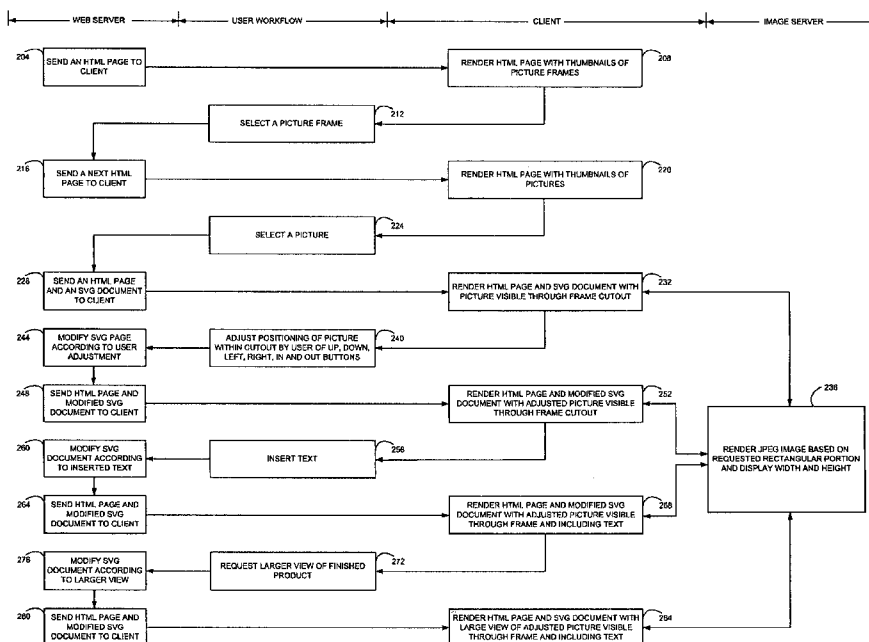 WEB SERVER
USER WORKFLOW
CLIENT
IMAGE SERVER
204
SEND AN HTML PAGE TO
CLIENT
RENDER HTML PAGE WITH THUMBNAILS OF
PICTURE FRAMES
208
SELECT A PICTURE FRAME
212
216
SEND A NEXT HTML
PAGE TO CLIENT
RENDER HTML PAGE WITH THUMBNAILS OF
PICTURES
220
SELECT A PICTURE
224
228
SEND AN HTML PAGE
AND AN SVG DOCUMENT
TO CLIENT
RENDER HTML PAGE AND SVG DOCUMENT WITH
PICTURE VISIBLE THROUGH FRAME CUTOUT
232
244
MODIFY SVG PAGE
ACCORDING TO USER
ADJUSTMENT
ADJUST POSITIONING OF PICTURE
WITHIN CUTOUT BY USER OF UP, DOWN,
LEFT, RIGHT, IN AND OUT BUTTONS
240
248
SEND HTML PAGE AND
MODIFIED SVG
DOCUMENT TO CLIENT
RENDER HTML PAGE AND MODIFIED SVG
DOCUMENT WITH ADJUSTED PICTURE VISIBLE
THROUGH FRAME CUTOUT
252
236
RENDER JPEG IMAGE BASED ON
REQUESTED RECTANGULAR PORTION
AND DISPLAY WIDTH AND HEIGHT
260
MODIFY SVG
DOCUMENT ACCORDING
TO INSERTED TEXT
INSERT TEXT
256
264
SEND HTML PAGE AND
MODIFIED SVG
DOCUMENT TO CLIENT
RENDER HTML PAGE AND MODIFIED SVG
DOCUMENT WITH ADJUSTED PICTURE VISIBLE
THROUGH FRAME AND INCLUDING TEXT
268
276
MODIFY SVG
DOCUMENT ACCORDING
TO LARGER VIEW
REQUEST LARGER VIEW OF FINISHED
PRODUCT
272
280
SEND HTML PAGE AND
MODIFIED SVG
DOCUMENT TO CLIENT
RENDER HTML PAGE AND SVG DOCUMENT WITH
LARGE VIEW OF ADJUSTED PICTURE VISIBLE
THROUGH FRAME AND INCLUDING TEXT
284